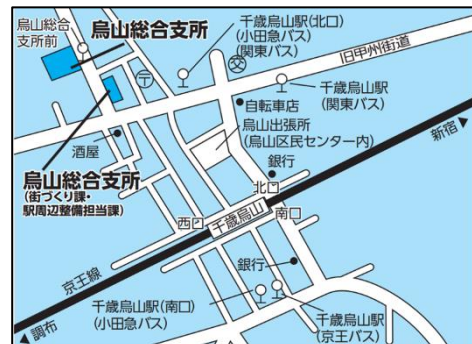 烏山総合
支所前
烏山総合支所
千歳烏山駅(北口)
(小田急バス)
(関東バス)
〒
交
旧甲州街道
自転車店
千歳烏山駅
(関東バス)
烏山出張所
(烏山区民センター内)
酒屋
新宿
烏山総合支所
(街づくり課・
駅周辺整備担当課)
銀行
北口
西口
千歳烏山
南口
京王線
銀行
千歳烏山駅(南口)
(小田急バス)
千歳烏山駅
(京王バス)
調布